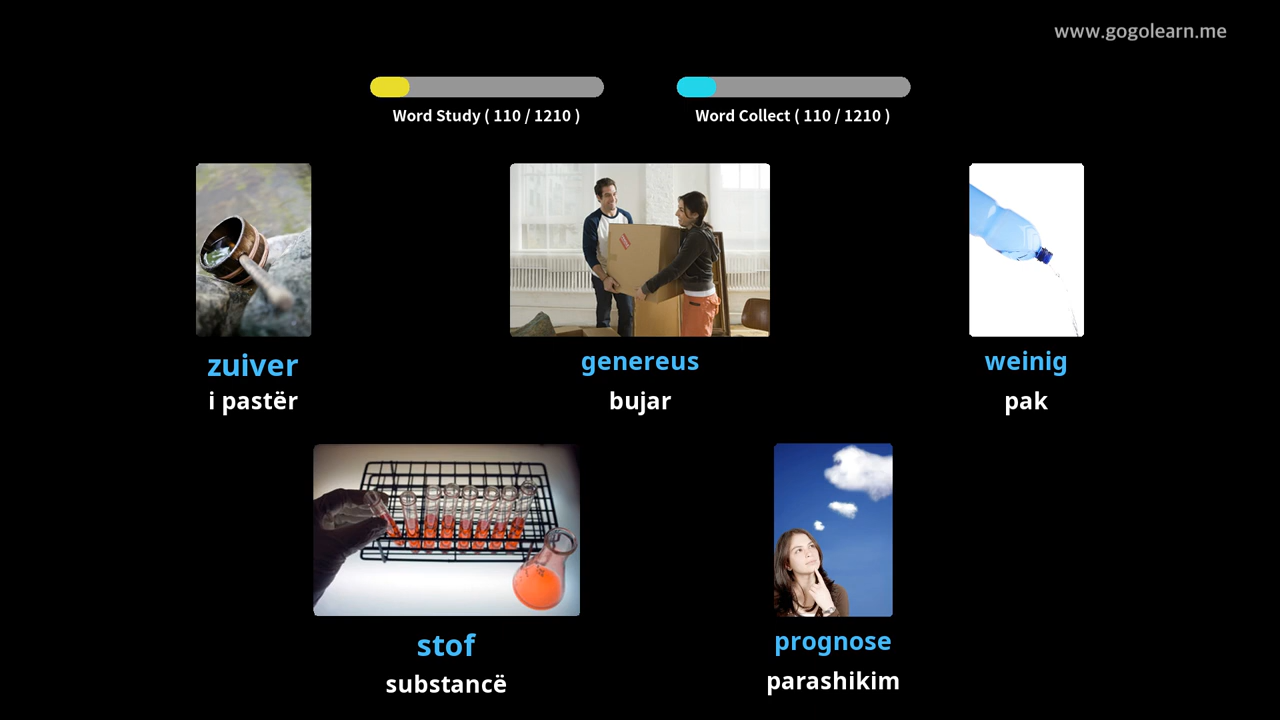 www.gogolearn.me
Word Study ( 110 / 1210 )
Word Collect ( 110 / 1210 )
zuiver
i pastër
genereus
bujar
weinig
pak
stof
substancë
prognose
parashikim